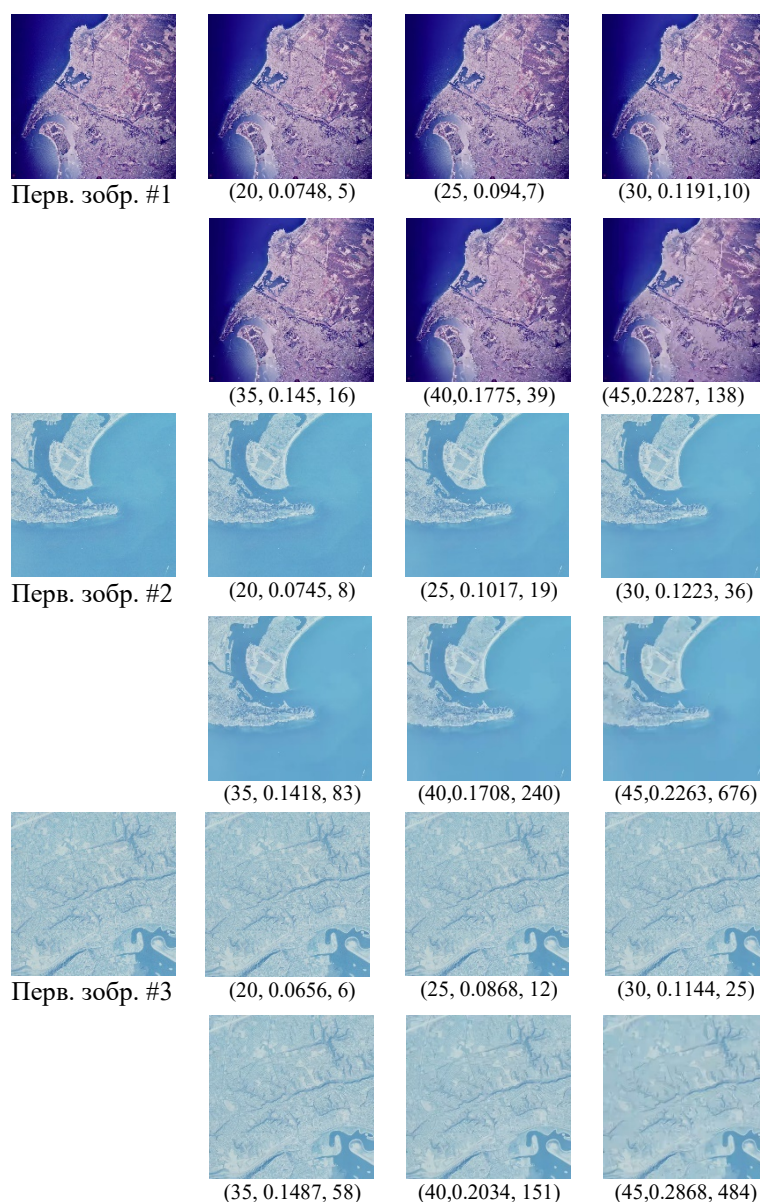 Перв. зобр. #1 (20, 0.0748, 5) (25, 0.094,7) (30, 0.1191,10)
(35, 0.145, 16) (40,0.1775, 39) (45,0.2287, 138)
Перв. зобр. #2 (20, 0.0745, 8) (25, 0.1017, 19) (30, 0.1223, 36)
(35, 0.1418, 83) (40,0.1708, 240) (45,0.2263, 676)
Перв. зобр. #3 (20, 0.0656, 6) (25, 0.0868, 12) (30, 0.1144, 25)
(35, 0.1487, 58) (40,0.2034, 151) (45,0.2868, 484)